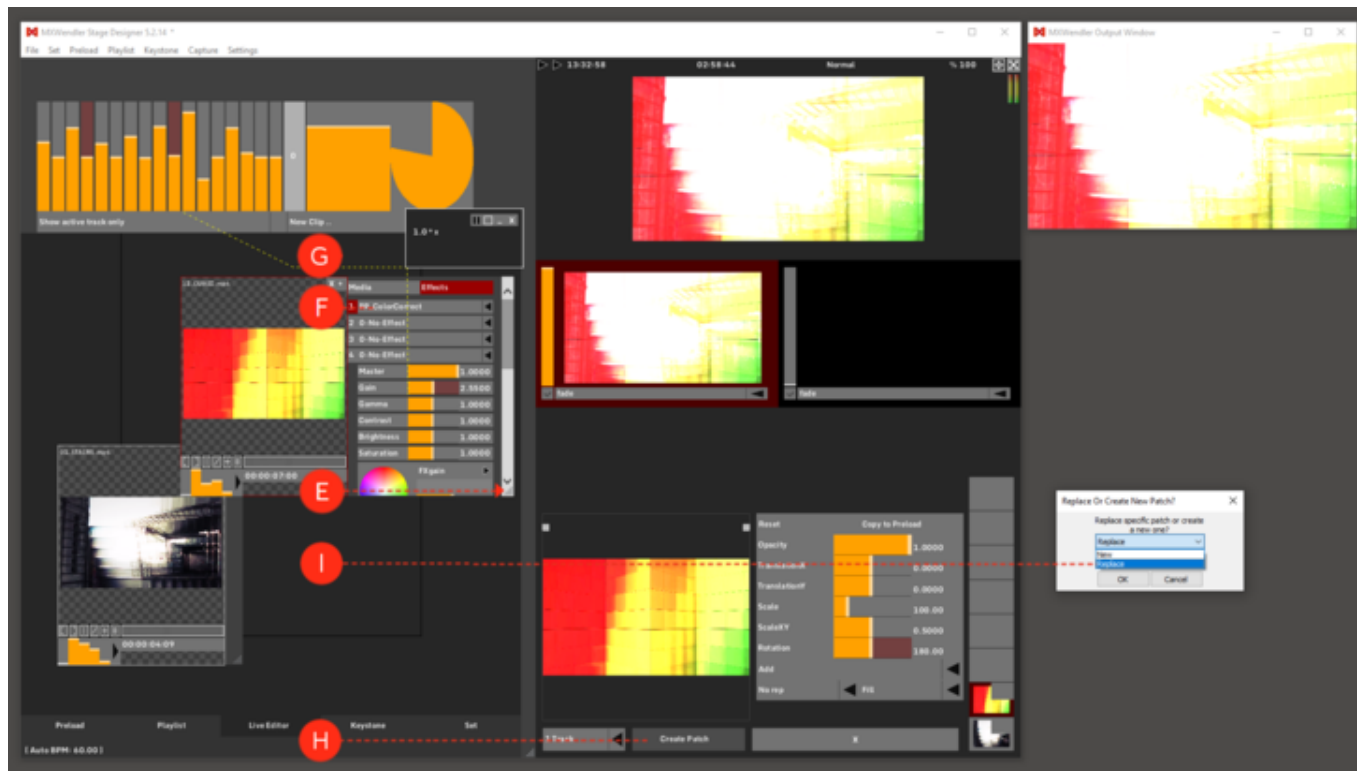 MXWendler Stage Designer 5.2.14 *
File Set Preload Playlist Keystone Capture Settings
MXWendler Output Window
13:32:58 02:58:44 Normal % 100
0
Show active track only New Clip ..
1.0*x
G
Media Effects
F
1 MP ColorCorrect
2 0-No-Effect
3 0-No-Effect
4 0-No-Effect
Master 1.0000
Gain 2.5500
Gamma 1.0000
Contrast 1.0000
Brightness 1.0000
Saturation 1.0000
FXgain
00:00:07:00
E
fade fade
Replace Or Create New Patch?
Replace specific patch or create
a new one?
Replace
New
Replace
OK Cancel
I
Reset Copy to Preload
Opacity 1.0000
TranslationX 0.0000
TranslationY 0.0000
Scale 100.00
ScaleXY 0.5000
Rotation 180.00
Add
No rep Fill
00:00:04:09
Preload Playlist Live Editor Keystone Set
H
Track Create Patch X
( Auto BPM: 60.00 )